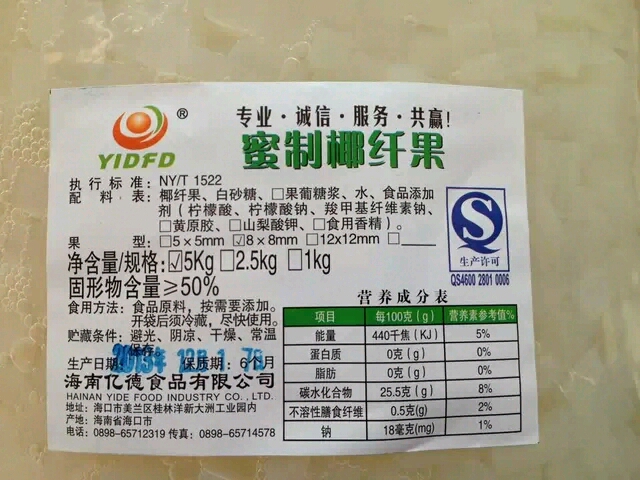 YIDFD ®
专业·诚信·服务·共赢!
蜜制椰纤果
执行标准: NY/T 1522
配料表: 椰纤果、白砂糖、□果葡糖浆、水、食品添加
剂(柠檬酸、柠檬酸钠、羧甲基纤维素钠、
□黄原胶、□山梨酸钾、□食用香精)。
果型: □5×5mm ☑8×8mm □12x12mm □____
净含量/规格: ☑5Kg □2.5kg □1kg
固形物含量≥50%
食用方法: 食品原料,按需要添加。
开袋后须冷藏,尽快使用。
贮藏条件: 避光、阴凉、干燥、常温
保存。
生产日期: 2013年12月 保质期: 6个月
海南亿德食品有限公司
HAINAN YIDE FOOD INDUSTRY CO., LTD.
地址: 海口市美兰区桂林洋新大洲工业园内
产地: 海南省海口市
电话: 0898-65712319 传真: 0898-65714578
S
生产许可
QS4600 2801 0006
营养成分表
项目 每100克(g) 营养素参考值%
能量 440千焦(KJ) 5%
蛋白质 0克(g) 0%
脂肪 0克(g) 0%
碳水化合物 25.5克(g) 8%
不溶性膳食纤维 0.5克(g) 2%
钠 18毫克(mg) 1%